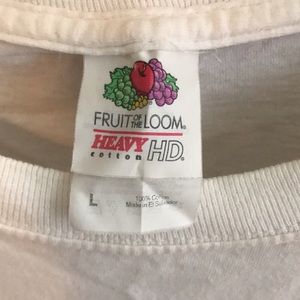 FRUIT OF THE LOOM®
HEAVY
cotton HD®
L
100% Cotton
Made in El Salvador